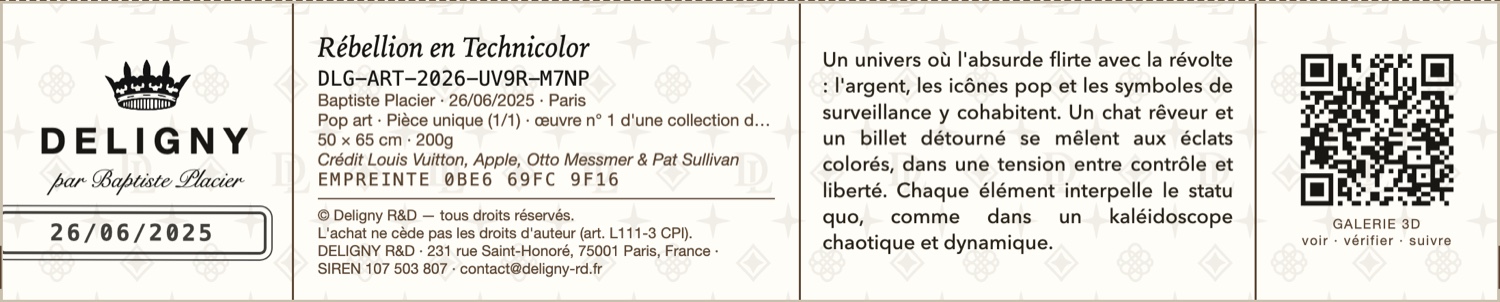 DELIGNY
par Baptiste Placier
26/06/2025
Rébellion en Technicolor
DLG–ART–2026–UV9R–M7NP
Baptiste Placier · 26/06/2025 · Paris
Pop art · Pièce unique (1/1) · œuvre n° 1 d'une collection d…
50 × 65 cm · 200g
Crédit Louis Vuitton, Apple, Otto Messmer & Pat Sullivan
EMPREINTE 0BE6 69FC 9F16
© Deligny R&D — tous droits réservés.
L'achat ne cède pas les droits d'auteur (art. L111-3 CPI).
DELIGNY R&D · 231 rue Saint-Honoré, 75001 Paris, France ·
SIREN 107 503 807 · contact@deligny-rd.fr
Un univers où l'absurde flirte avec la révolte
: l'argent, les icônes pop et les symboles de
surveillance y cohabitent. Un chat rêveur et
un billet détourné se mêlent aux éclats
colorés, dans une tension entre contrôle et
liberté. Chaque élément interpelle le statu
quo, comme dans un kaléidoscope
chaotique et dynamique.
GALERIE 3D
voir · vérifier · suivre